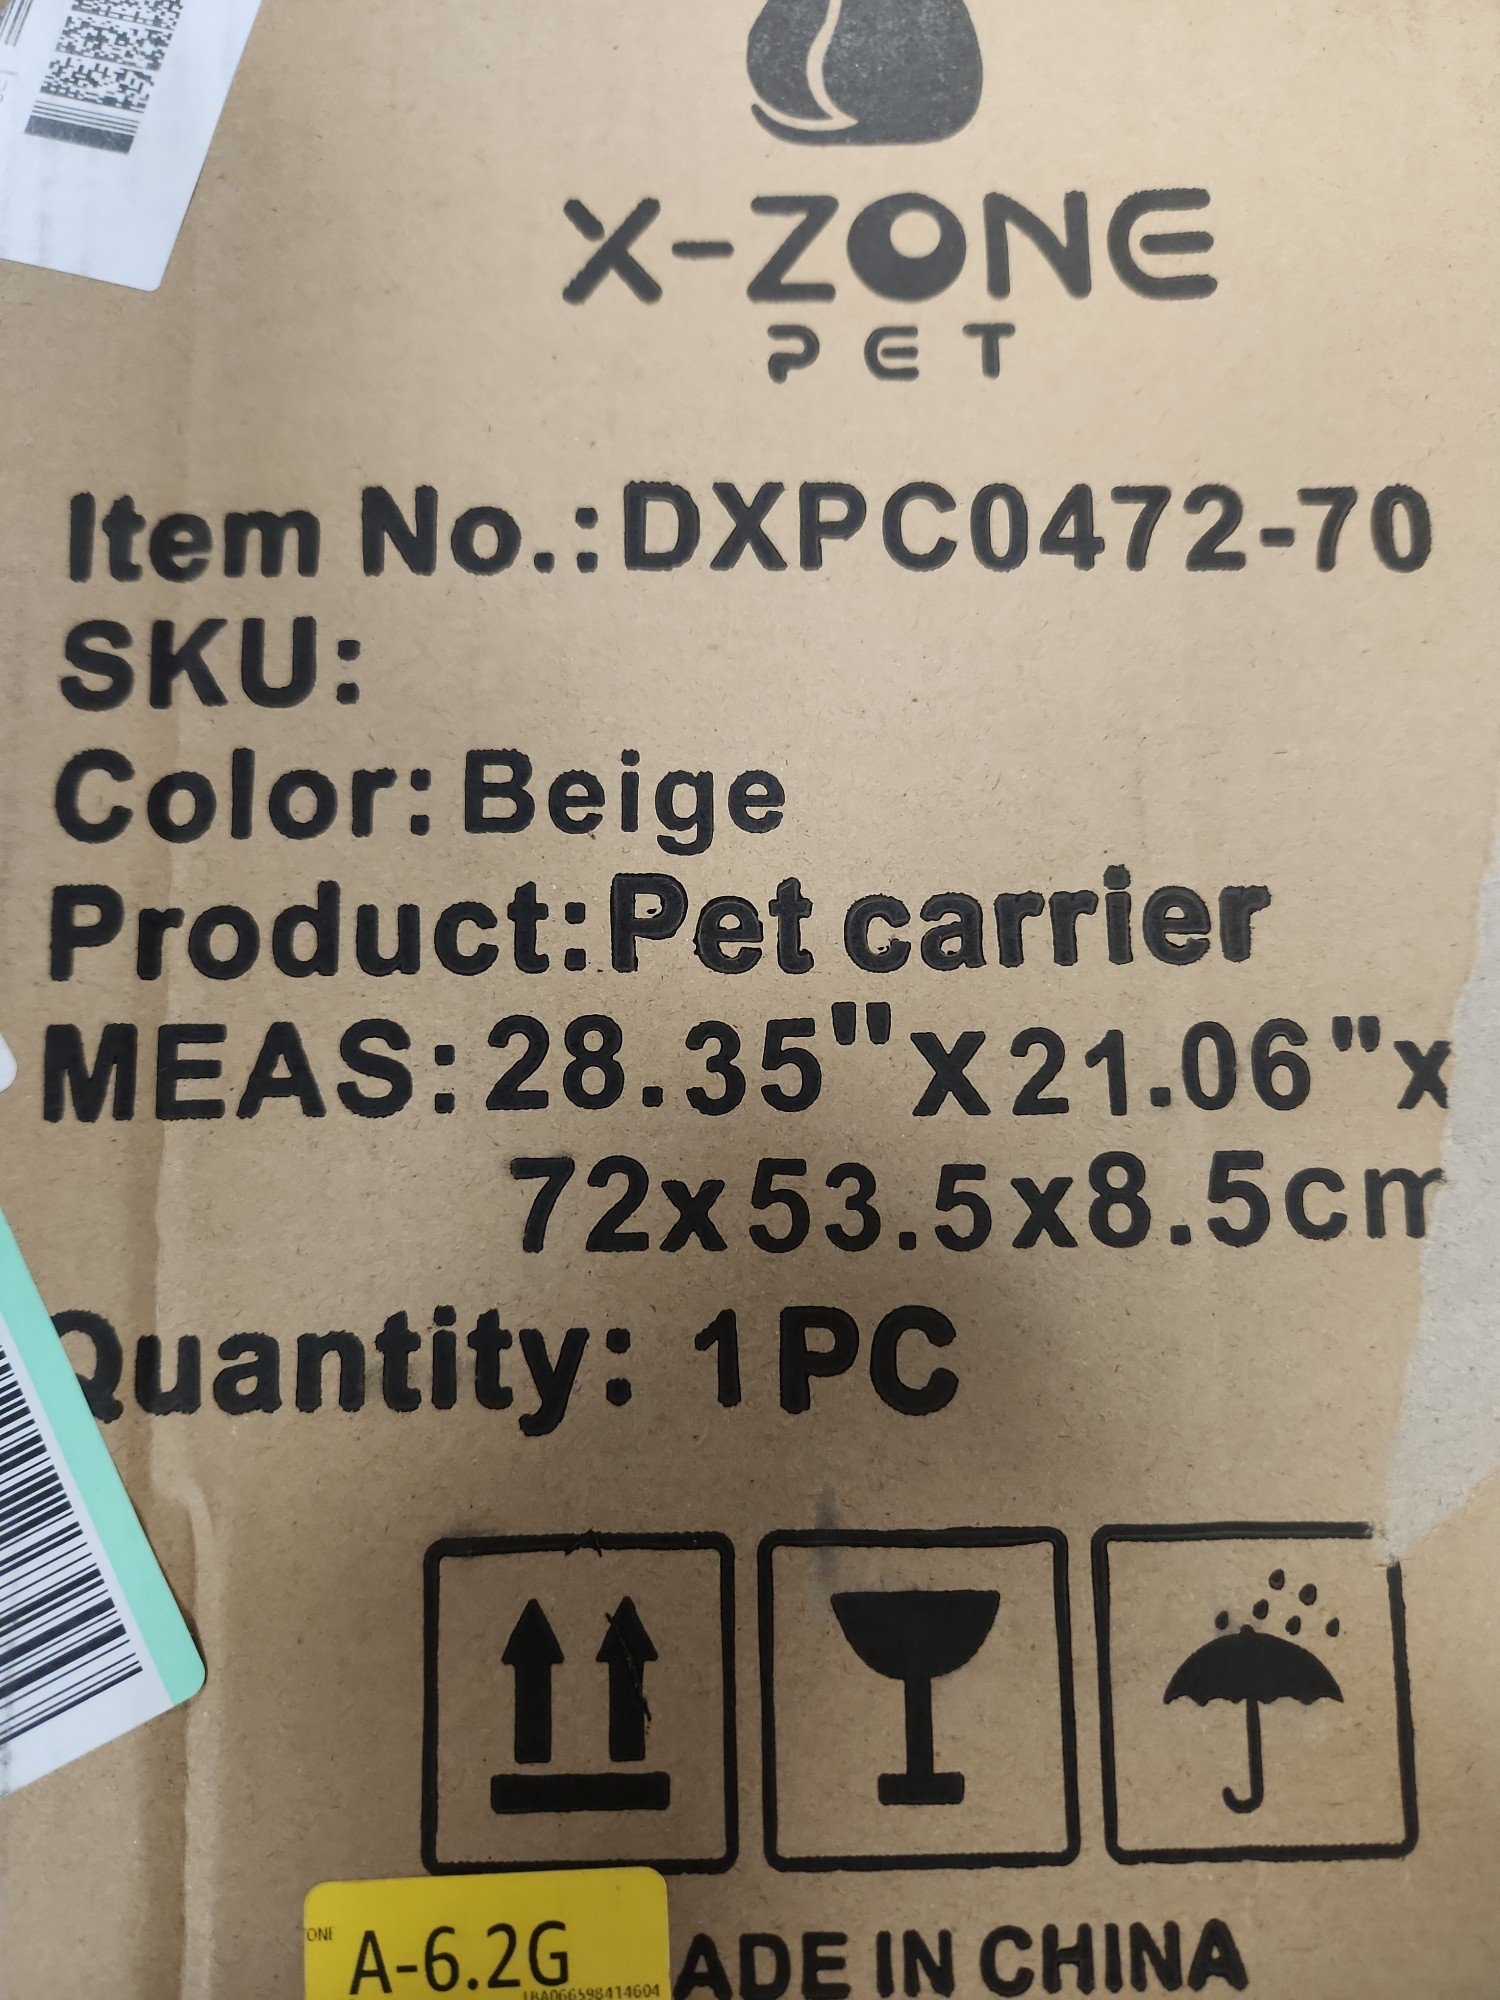 X-ZONE
PET
Item No.:DXPC0472-70
SKU:
Color:Beige
Product:Pet carrier
MEAS:28.35"X21.06"x
72x53.5x8.5cm
Quantity: 1PC
A-6.2G
ADE IN CHINA